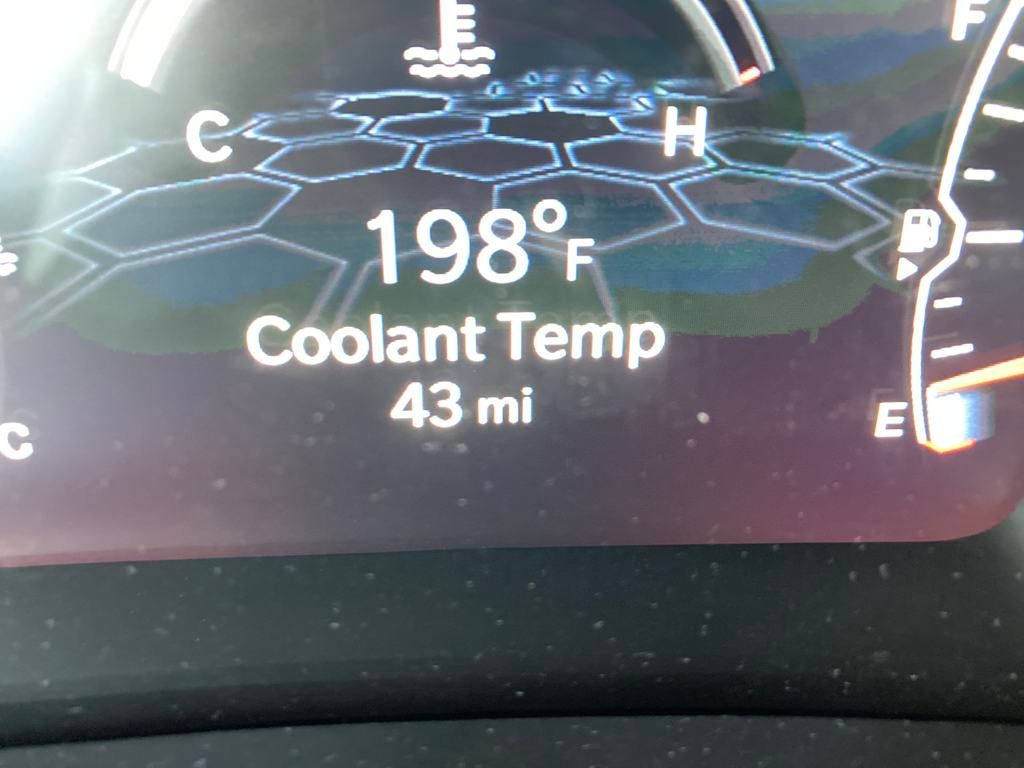 F
C H
198°F
Coolant Temp
43 mi
C E